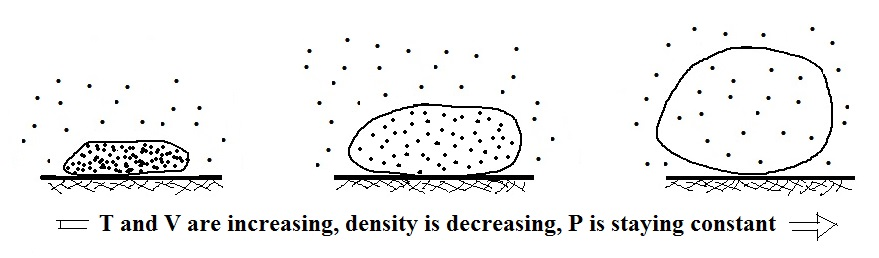 T and V are increasing, density is decreasing, P is staying constant